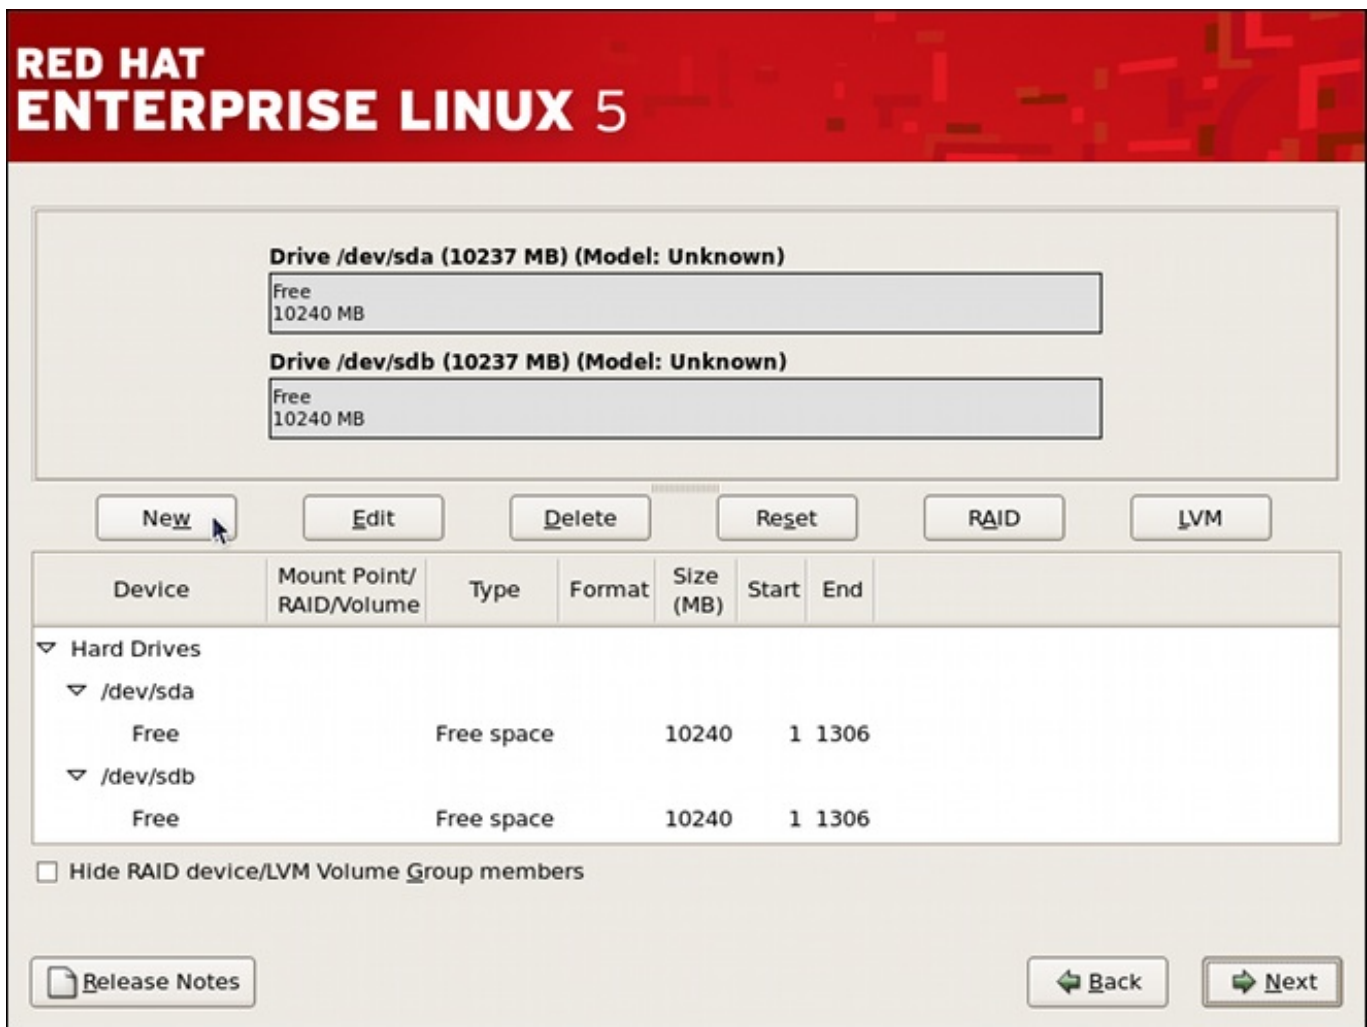 RED HAT
ENTERPRISE LINUX 5
Drive /dev/sda (10237 MB) (Model: Unknown)
Free
10240 MB
Drive /dev/sdb (10237 MB) (Model: Unknown)
Free
10240 MB
New Edit Delete Reset RAID LVM
Device Mount Point/ RAID/Volume Type Format Size (MB) Start End
Hard Drives
/dev/sda
Free Free space 10240 1 1306
/dev/sdb
Free Free space 10240 1 1306
Hide RAID device/LVM Volume Group members
Release Notes Back Next